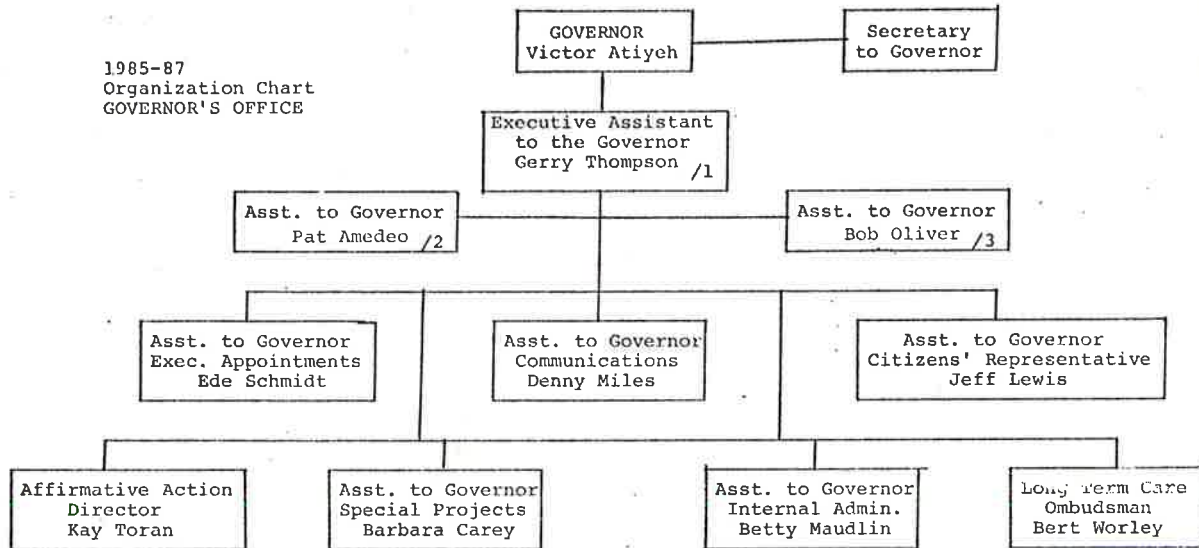 GOVERNOR
Victor Atiyeh
Secretary
to Governor
1985-87
Organization Chart
GOVERNOR'S OFFICE
Executive Assistant
to the Governor
Gerry Thompson /1
Asst. to Governor
Pat Amedeo /2
Asst. to Governor
Bob Oliver /3
Asst. to Governor
Exec. Appointments
Ede Schmidt
Asst. to Governor
Communications
Denny Miles
Asst. to Governor
Citizens' Representative
Jeff Lewis
Affirmative Action
Director
Kay Toran
Asst. to Governor
Special Projects
Barbara Carey
Asst. to Governor
Internal Admin.
Betty Maudlin
Long Term Care
Ombudsman
Bert Worley